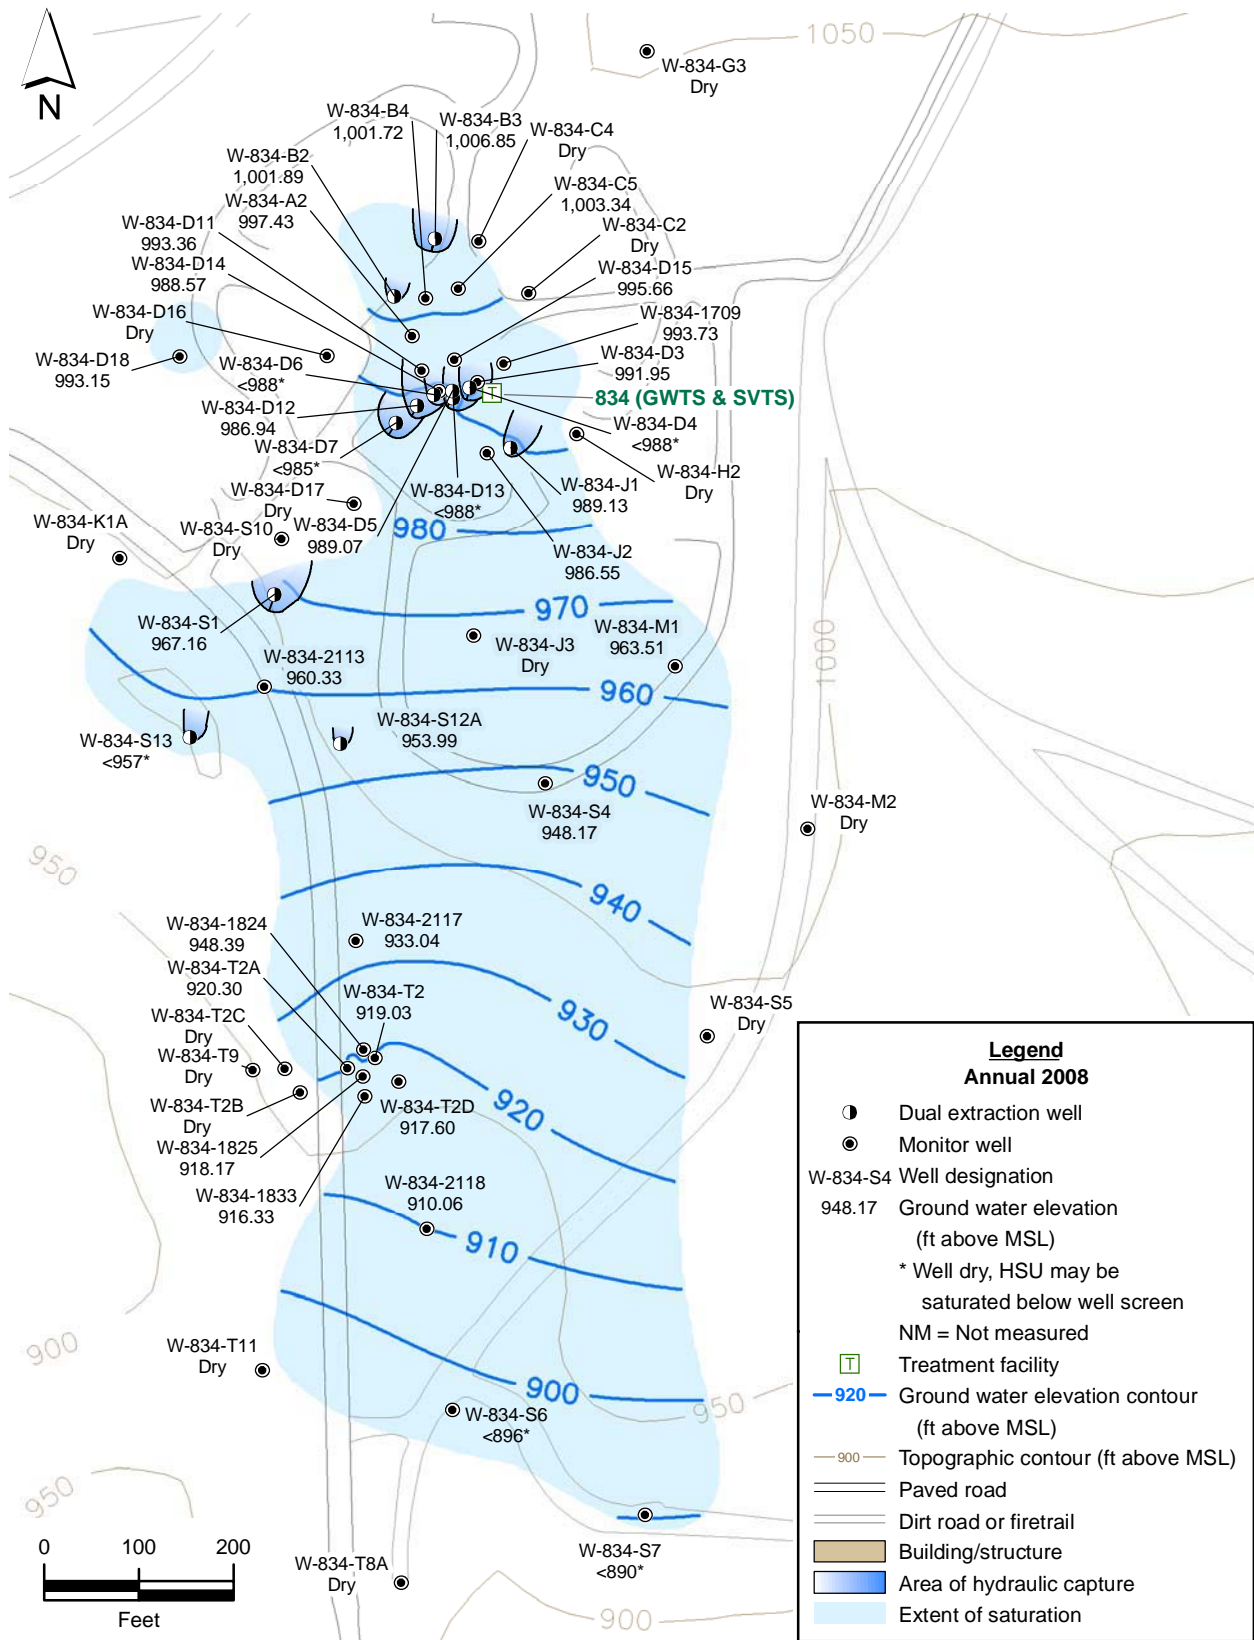 1050
W-834-G3
Dry
N
W-834-B4
1,001.72
W-834-B3
1,006.85
W-834-C4
Dry
W-834-B2
1,001.89
W-834-C5
1,003.34
W-834-A2
997.43
W-834-D11
993.36
W-834-C2
Dry
W-834-D14
988.57
W-834-D15
995.66
W-834-D16
Dry
W-834-1709
993.73
W-834-D18
993.15
W-834-D6
<988*
W-834-D3
991.95
T
834 (GWTS & SVTS)
W-834-D12
986.94
W-834-D4
<988*
W-834-D7
<985*
W-834-H2
Dry
W-834-D13
<988*
W-834-J1
989.13
W-834-D17
Dry
W-834-K1A
Dry
W-834-S10
Dry
W-834-D5
989.07
980
W-834-J2
986.55
970
W-834-S1
967.16
W-834-J3
Dry
W-834-M1
963.51
1000
W-834-2113
960.33
960
W-834-S13
<957*
W-834-S12A
953.99
950
W-834-S4
948.17
W-834-M2
Dry
950
940
W-834-1824
948.39
W-834-2117
933.04
W-834-T2A
920.30
W-834-T2
919.03
930
W-834-S5
Dry
W-834-T2C
Dry
W-834-T9
Dry
W-834-T2B
Dry
920
W-834-T2D
917.60
W-834-1825
918.17
W-834-1833
916.33
W-834-2118
910.06
910
900
W-834-T11
Dry
900
950
W-834-S6
<896*
950
W-834-S7
<890*
W-834-T8A
Dry
900
0 100 200
Feet
Legend
Annual 2008
Dual extraction well
Monitor well
W-834-S4 Well designation
948.17 Ground water elevation
(ft above MSL)
* Well dry, HSU may be
saturated below well screen
NM = Not measured
T Treatment facility
920 Ground water elevation contour
(ft above MSL)
900 Topographic contour (ft above MSL)
Paved road
Dirt road or firetrail
Building/structure
Area of hydraulic capture
Extent of saturation